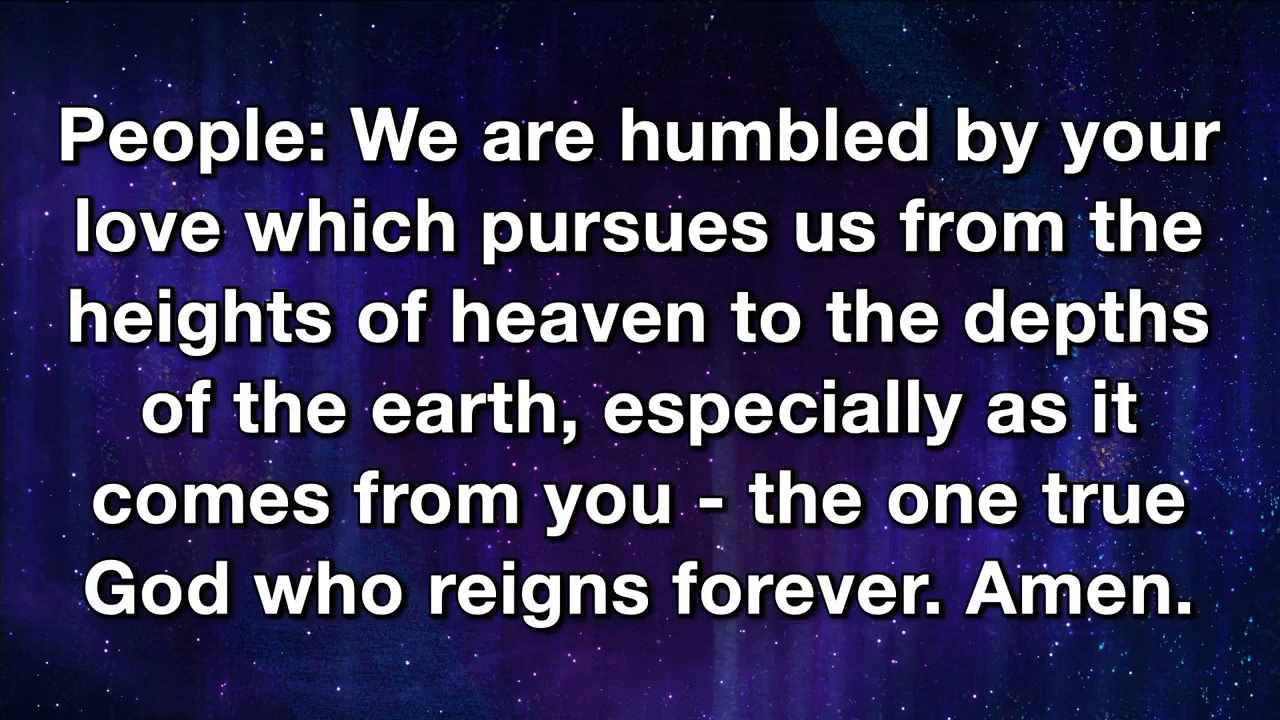 People: We are humbled by your
love which pursues us from the
heights of heaven to the depths
of the earth, especially as it
comes from you - the one true
God who reigns forever. Amen.